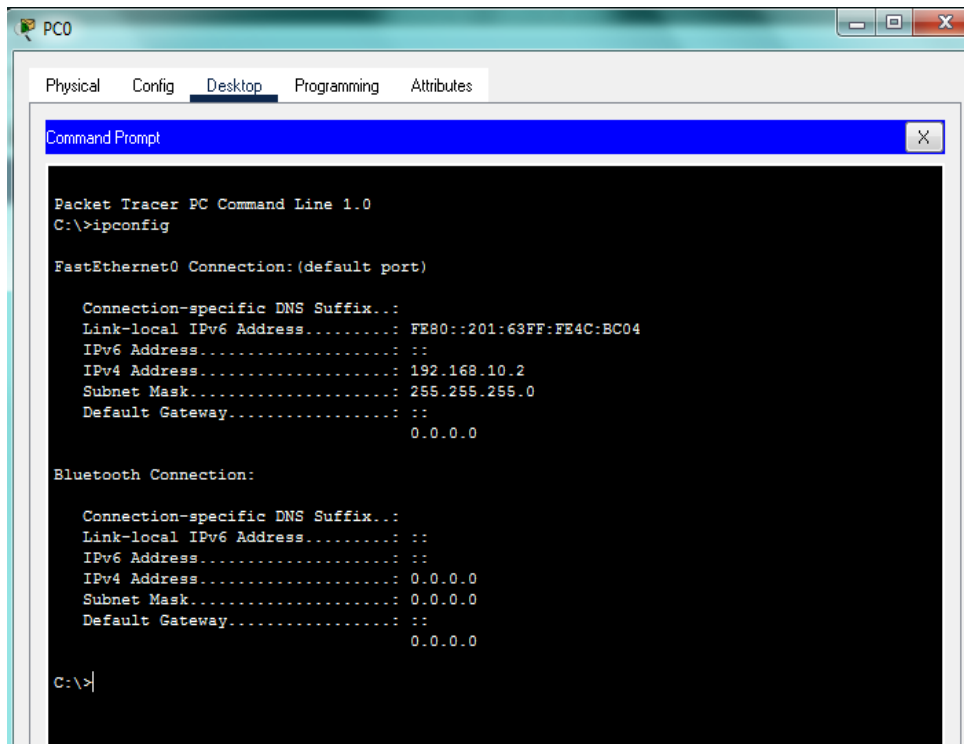 PC0
Physical Config Desktop Programming Attributes
Command Prompt X
Packet Tracer PC Command Line 1.0
C:\>ipconfig
FastEthernet0 Connection:(default port)
Connection-specific DNS Suffix..:
Link-local IPv6 Address.........: FE80::201:63FF:FE4C:BC04
IPv6 Address....................: ::
IPv4 Address....................: 192.168.10.2
Subnet Mask.....................: 255.255.255.0
Default Gateway.................: ::
0.0.0.0
Bluetooth Connection:
Connection-specific DNS Suffix..:
Link-local IPv6 Address.........: ::
IPv6 Address....................: ::
IPv4 Address....................: 0.0.0.0
Subnet Mask.....................: 0.0.0.0
Default Gateway.................: ::
0.0.0.0
C:\>